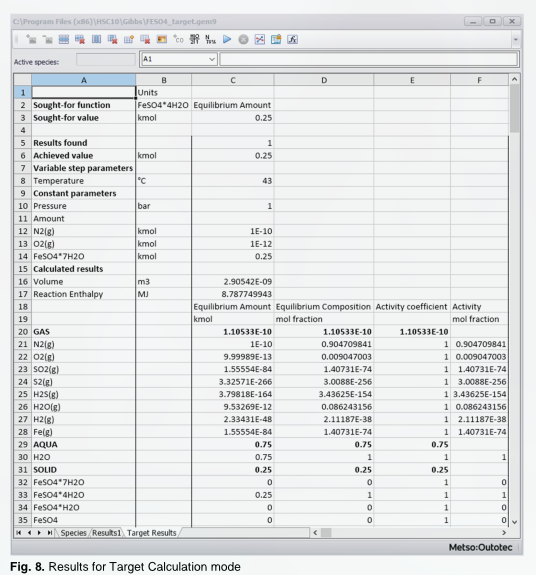 C:\Program Files (x86)\HSC10\Gibbs\FESO4_target.gem9
Active species: A1
A B C D E F
1 Units
2 Sought-for function FeSO4*4H2O Equilibrium Amount
3 Sought-for value kmol 0.25
4
5 Results found 1
6 Achieved value kmol 0.25
7 Variable step parameters
8 Temperature °C 43
9 Constant parameters
10 Pressure bar 1
11 Amount
12 N2(g) kmol 1E-10
13 O2(g) kmol 1E-12
14 FeSO4*7H2O kmol 0.25
15 Calculated results
16 Volume m3 2.90542E-09
17 Reaction Enthalpy MJ 8.787749943
18 Equilibrium Amount Equilibrium Composition Activity coefficient Activity
19 kmol mol fraction mol fraction
20 GAS 1.10533E-10 1.10533E-10 1.10533E-10
21 N2(g) 1E-10 0.904709841 1 0.904709841
22 O2(g) 9.99989E-13 0.009047003 1 0.009047003
23 SO2(g) 1.55554E-84 1.40731E-74 1 1.40731E-74
24 S2(g) 3.32571E-266 3.0088E-256 1 3.0088E-256
25 H2S(g) 3.79818E-164 3.43625E-154 1 3.43625E-154
26 H2O(g) 9.53269E-12 0.086243156 1 0.086243156
27 H2(g) 2.33431E-48 2.11187E-38 1 2.11187E-38
28 Fe(g) 1.55554E-84 1.40731E-74 1 1.40731E-74
29 AQUA 0.75 0.75 0.75
30 H2O 0.75 1 1 1
31 SOLID 0.25 0.25 0.25
32 FeSO4*7H2O 0 0 1 0
33 FeSO4*4H2O 0.25 1 1 1
34 FeSO4*H2O 0 0 1 0
35 FeSO4 0 0 1 0
Species Results1 Target Results
Metso:Outotec
Fig. 8. Results for Target Calculation mode